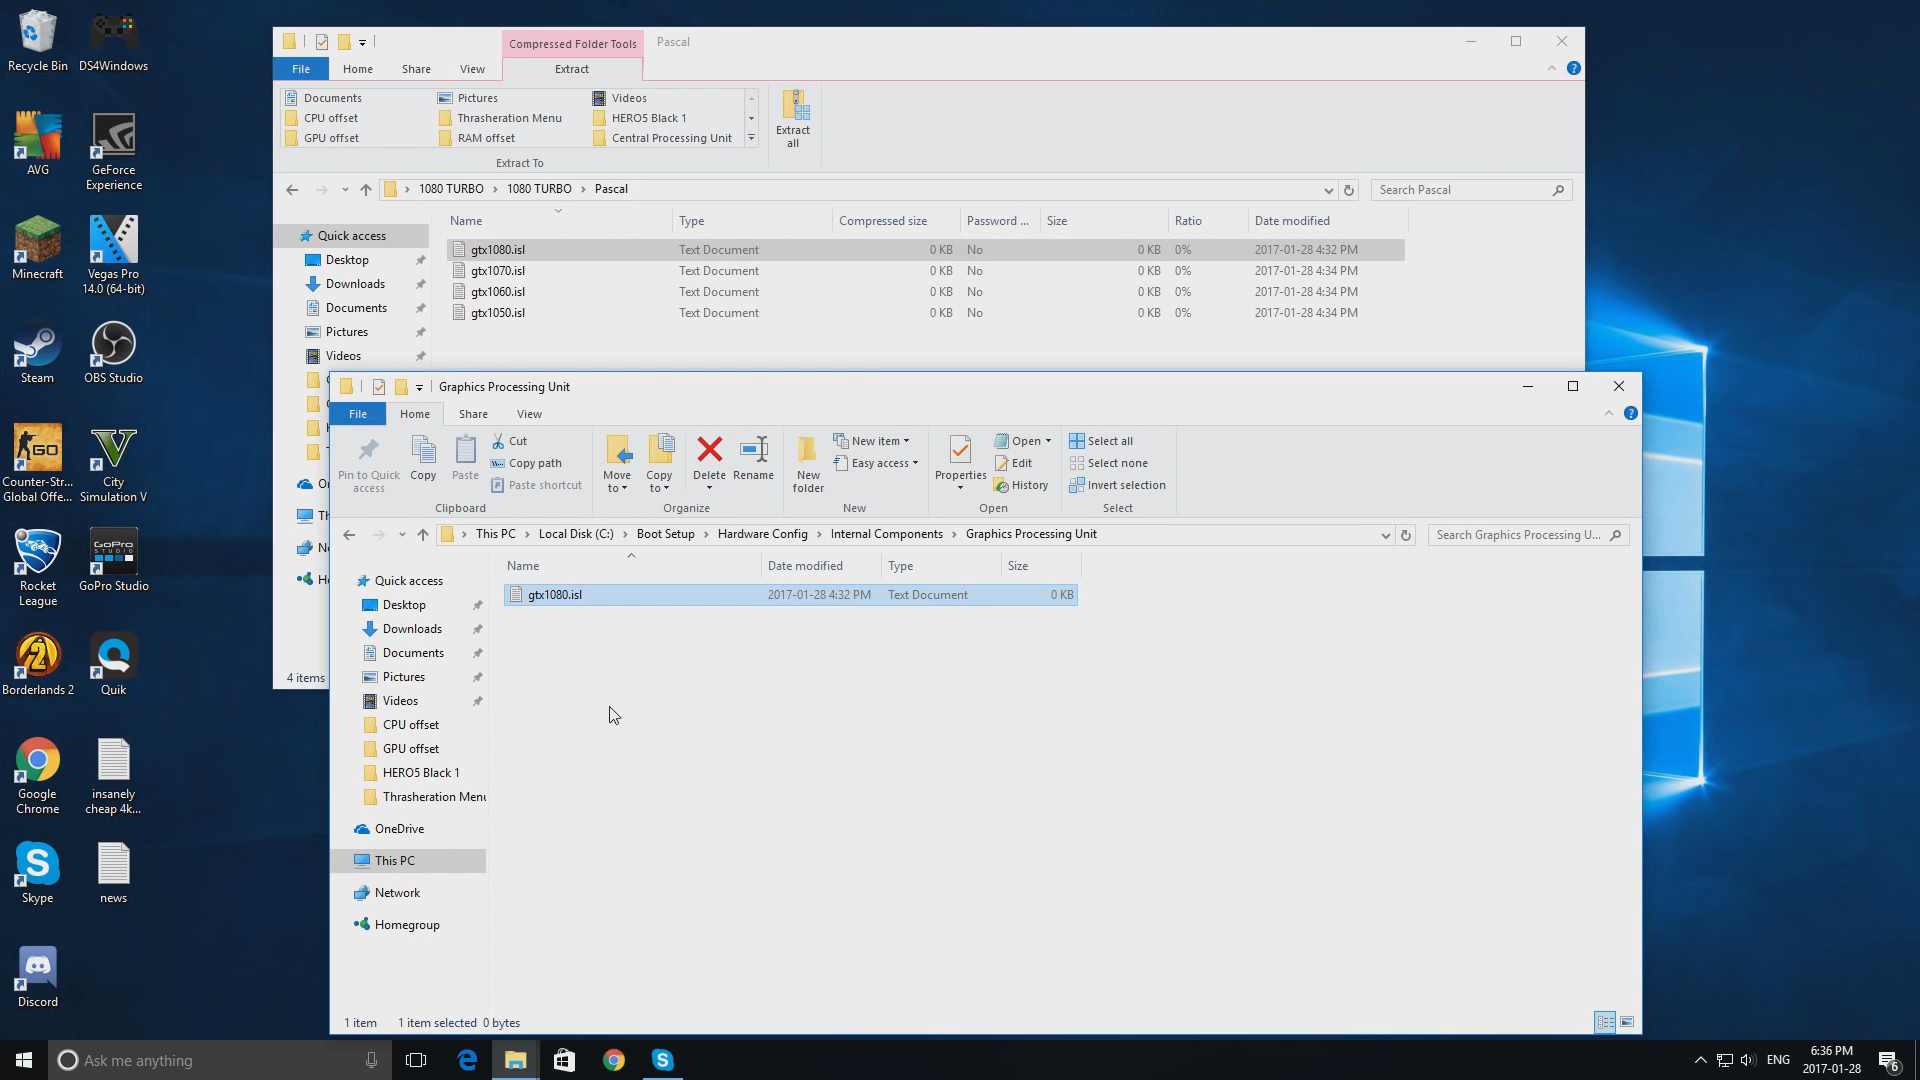 Recycle Bin
DS4Windows
AVG
GeForce
Experience
Minecraft
Vegas Pro
14.0 (64-bit)
Steam
OBS Studio
Counter-Str...
Global Offe...
City
Simulation V
Rocket
League
GoPro Studio
Borderlands 2
Quik
Google
Chrome
insanely
cheap 4k...
Skype
news
Discord
Compressed Folder Tools
Pascal
File
Home
Share
View
Extract
Documents
Pictures
Videos
CPU offset
Thrasheration Menu
HERO5 Black 1
GPU offset
RAM offset
Central Processing Unit
Extract To
Extract
all
1080 TURBO
1080 TURBO
Pascal
Search Pascal
Name
Type
Compressed size
Password ...
Size
Ratio
Date modified
Quick access
Desktop
Downloads
Documents
Pictures
Videos
gtx1080.isl Text Document 0 KB No 0 KB 0% 2017-01-28 4:32 PM
gtx1070.isl Text Document 0 KB No 0 KB 0% 2017-01-28 4:34 PM
gtx1060.isl Text Document 0 KB No 0 KB 0% 2017-01-28 4:34 PM
gtx1050.isl Text Document 0 KB No 0 KB 0% 2017-01-28 4:34 PM
4 items
Graphics Processing Unit
File
Home
Share
View
Pin to Quick
access
Copy
Paste
Cut
Copy path
Paste shortcut
Clipboard
Move
to
Copy
to
Delete
Rename
Organize
New
folder
New item
Easy access
New
Properties
Open
Edit
History
Open
Select all
Select none
Invert selection
Select
This PC
Local Disk (C:)
Boot Setup
Hardware Config
Internal Components
Graphics Processing Unit
Search Graphics Processing U...
Name
Date modified
Type
Size
gtx1080.isl 2017-01-28 4:32 PM Text Document 0 KB
Quick access
Desktop
Downloads
Documents
Pictures
Videos
CPU offset
GPU offset
HERO5 Black 1
Thrasheration Menu
OneDrive
This PC
Network
Homegroup
1 item
1 item selected 0 bytes
Ask me anything
ENG
6:36 PM
2017-01-28
6